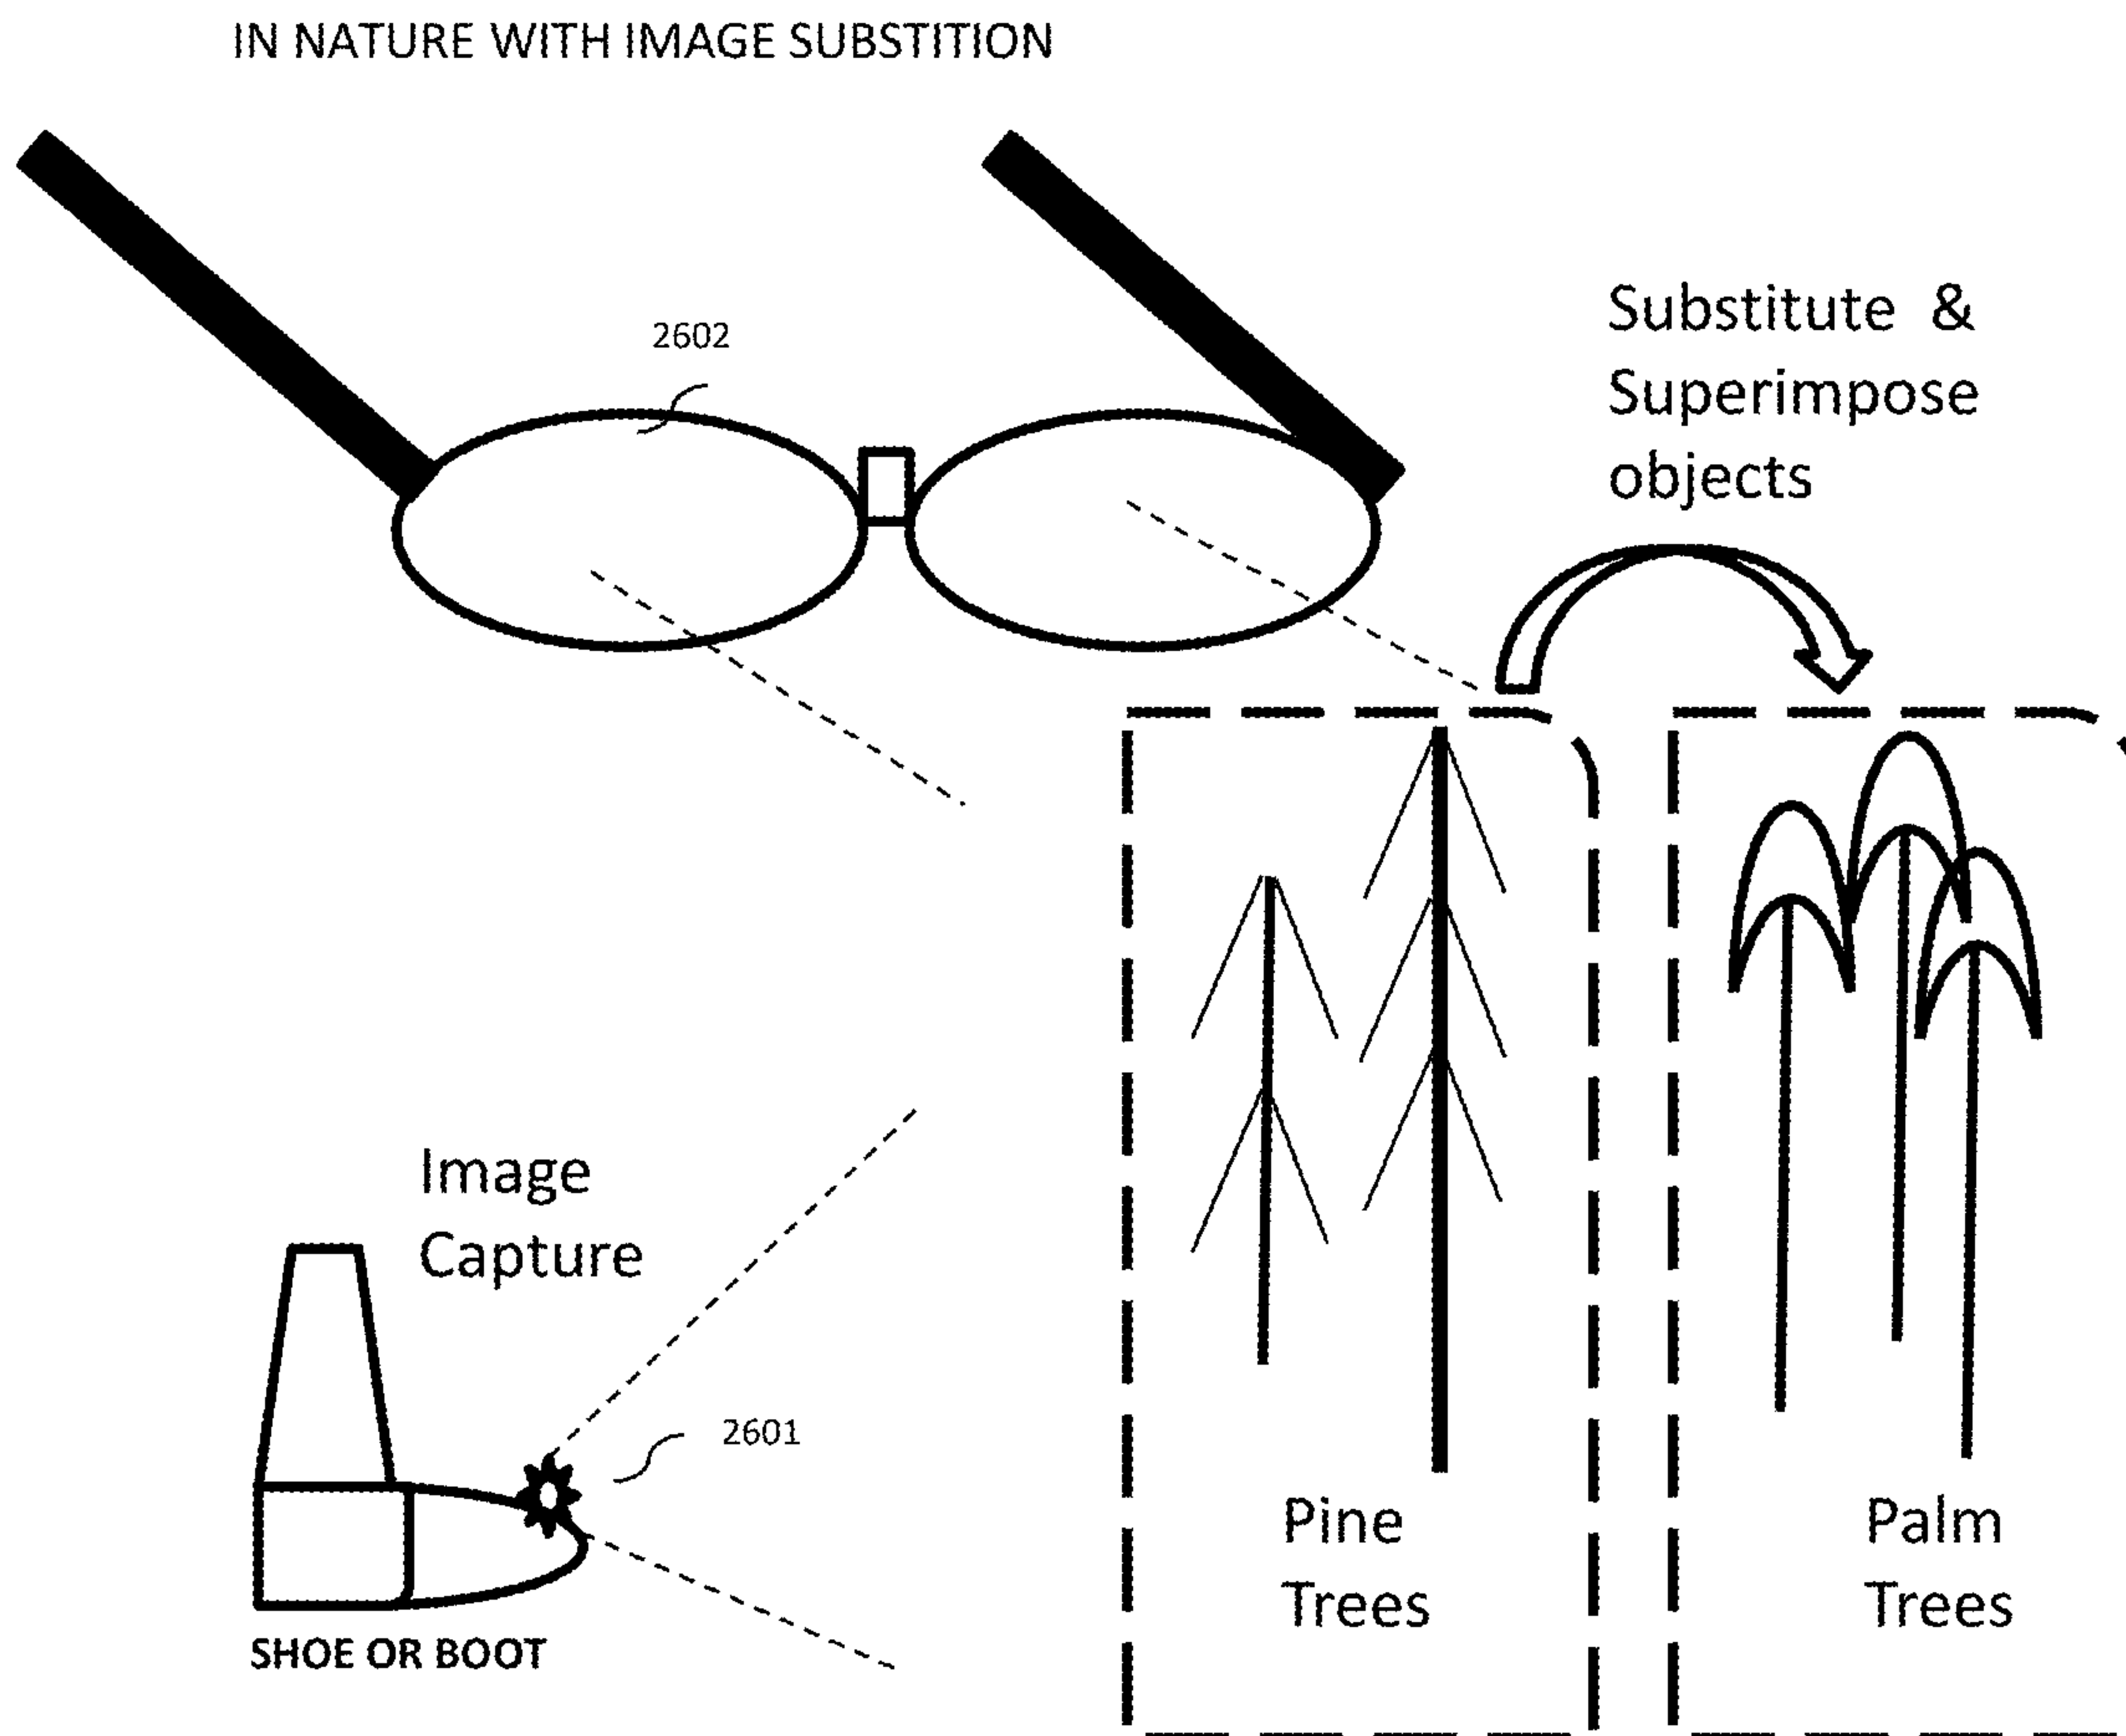 IN NATURE WITH IMAGE SUBSTITION
2602
Substitute &
Superimpose
objects
Image
Capture
2601
SHOE OR BOOT
Pine
Trees
Palm
Trees